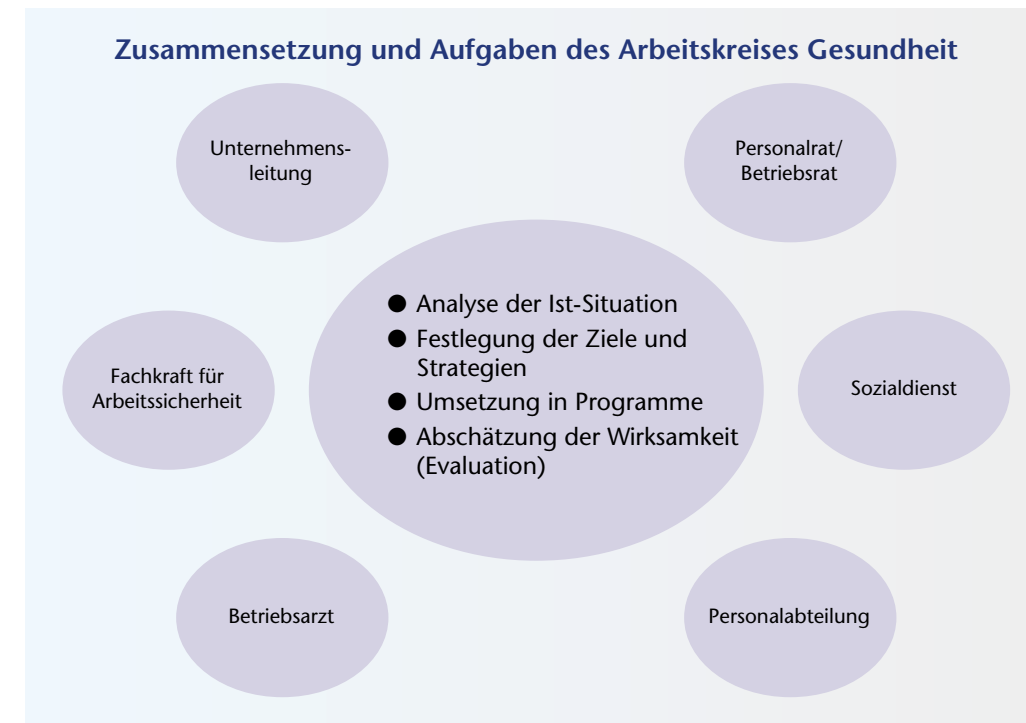 Zusammensetzung und Aufgaben des Arbeitskreises Gesundheit
Unternehmens-
leitung
Personalrat/
Betriebsrat
● Analyse der Ist-Situation
● Festlegung der Ziele und
Strategien
● Umsetzung in Programme
● Abschätzung der Wirksamkeit
(Evaluation)
Fachkraft für
Arbeitssicherheit
Sozialdienst
Betriebsarzt
Personalabteilung